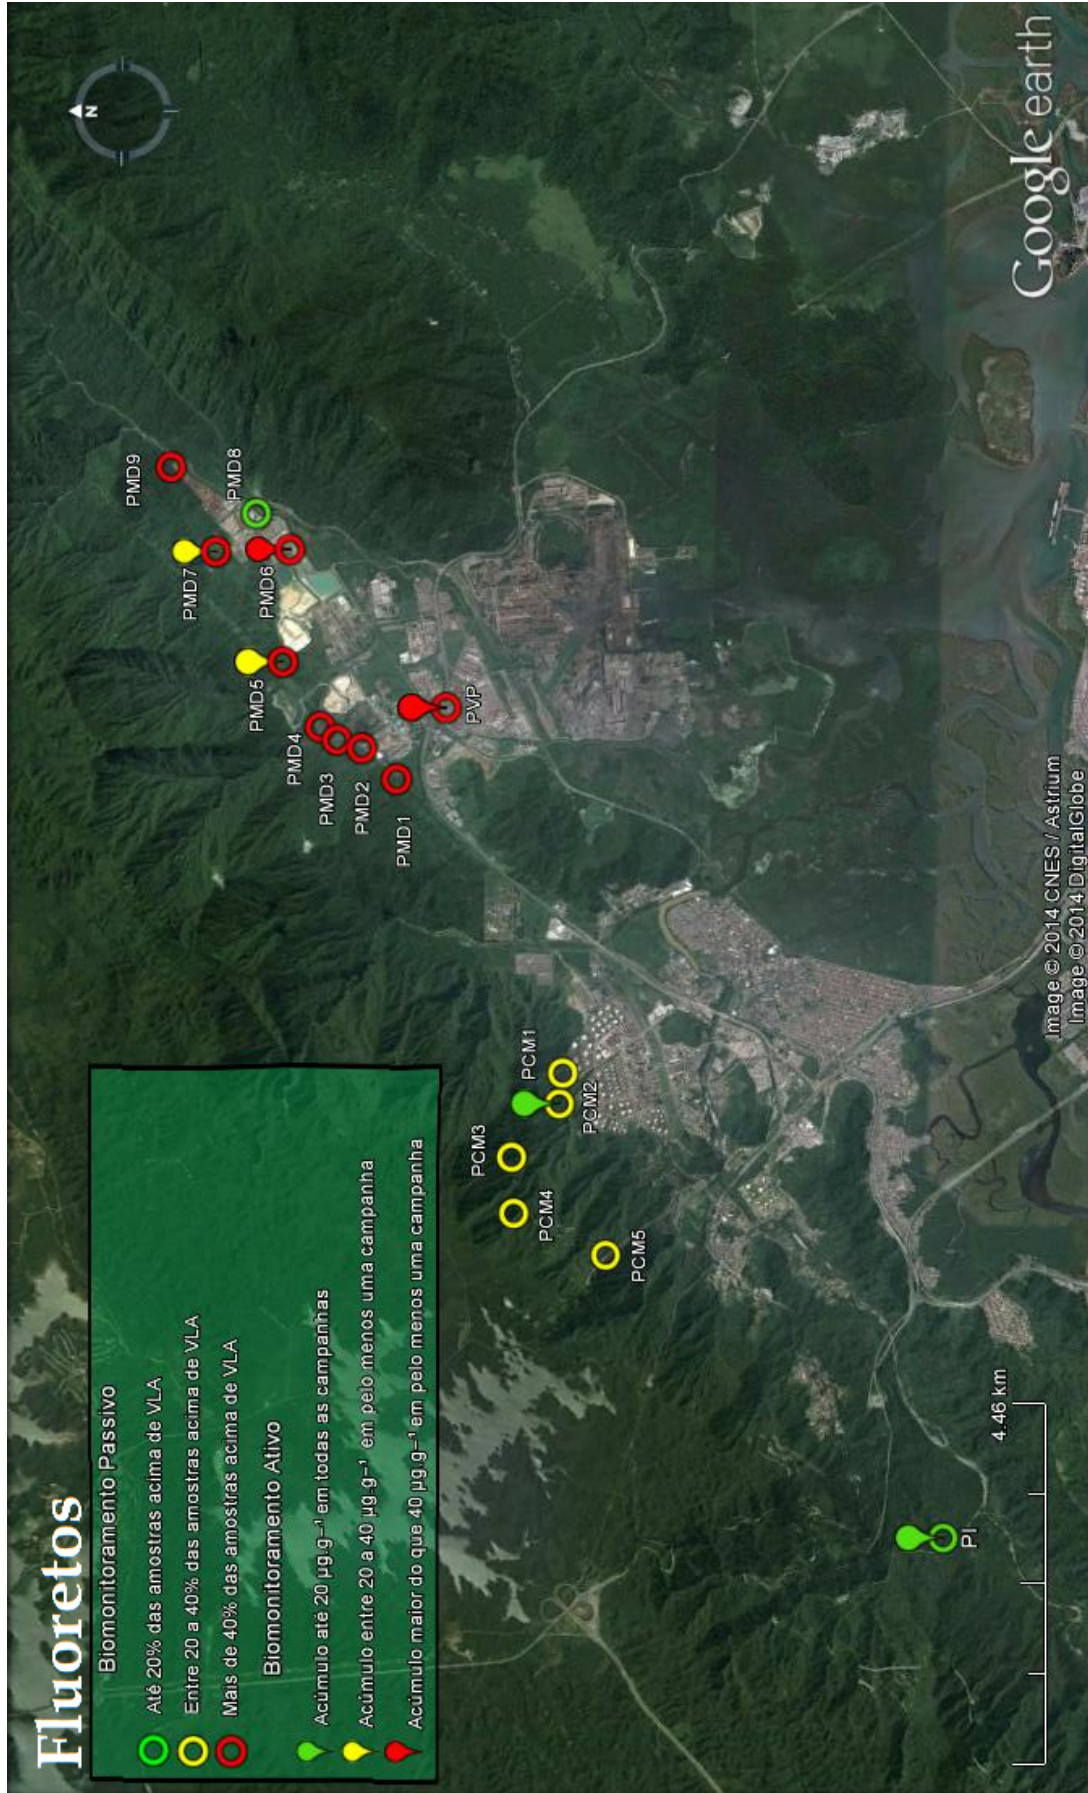 Fluoretos
Biomonitoramento Passivo
Até 20% das amostras acima de VLA
Entre 20 a 40% das amostras acima de VLA
Mais de 40% das amostras acima de VLA
Biomonitoramento Ativo
Acúmulo até 20 µg.g⁻¹ em todas as campanhas
Acúmulo entre 20 a 40 µg.g⁻¹ em pelo menos uma campanha
Acúmulo maior do que 40 µg.g⁻¹ em pelo menos uma campanha
N
PMD9
PMD8
PMD7
PMD6
PMD5
PMD4
PMD3
PMD2
PMD1
PVP
PCM1
PCM2
PCM3
PCM4
PCM5
PI
4.46 km
Image © 2014 CNES / Astrium
Image © 2014 DigitalGlobe
Google earth